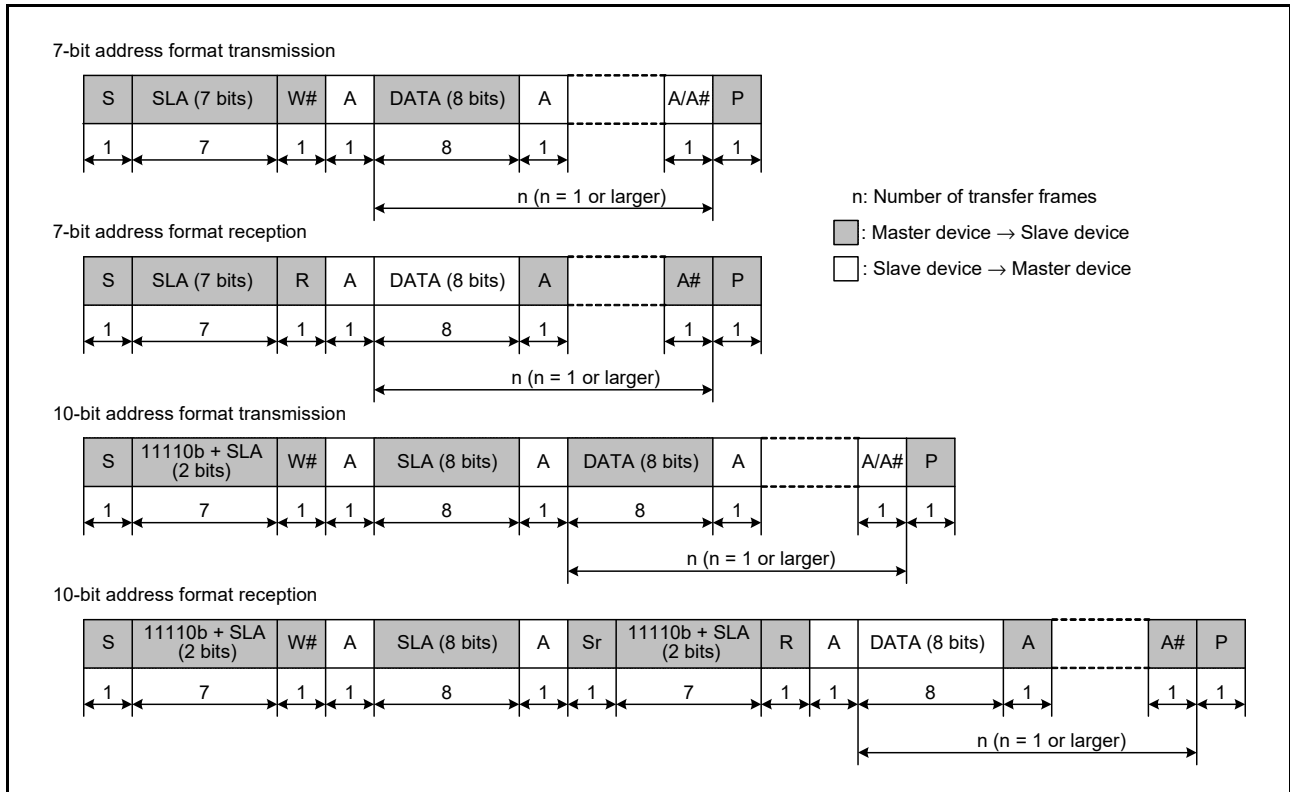 7-bit address format transmission
S SLA (7 bits) W# A DATA (8 bits) A A/A# P
1 7 1 1 8 1 1 1
n (n = 1 or larger)
n: Number of transfer frames
: Master device → Slave device
: Slave device → Master device
7-bit address format reception
S SLA (7 bits) R A DATA (8 bits) A A# P
1 7 1 1 8 1 1 1
n (n = 1 or larger)
10-bit address format transmission
S 11110b + SLA (2 bits) W# A SLA (8 bits) A DATA (8 bits) A A/A# P
1 7 1 1 8 1 8 1 1 1
n (n = 1 or larger)
10-bit address format reception
S 11110b + SLA (2 bits) W# A SLA (8 bits) A Sr 11110b + SLA (2 bits) R A DATA (8 bits) A A# P
1 7 1 1 8 1 1 7 1 1 8 1 1 1
n (n = 1 or larger)